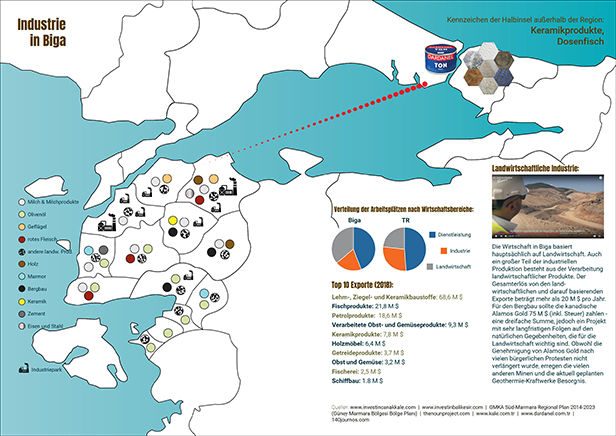 Industrie
in Biga
Kennzeichen der Halbinsel außerhalb der Region:
Keramikprodukte,
Dosenfisch
DARDANEL
TON
Milch & Milchprodukte
Olivenöl
Geflügel
rotes Fleisch
andere landw. Prod.
Holz
Marmor
Bergbau
Keramik
Zement
Eisen und Stahl
Industriepark
Verteilung der Arbeitsplätzen nach Wirtschaftsbereiche:
Biga
TR
Dienstleistung
Industrie
Landwirtschaft
Top 10 Exporte (2018):
Lehm-, Ziegel- und Keramikbaustoffe: 68,6 M $
Fischprodukte: 21,8 M $
Petrolprodukte: 18,6 M $
Verarbeitete Obst- und Gemüseprodukte: 9,3 M $
Keramikprodukte: 7,8 M $
Holzmöbel: 6,4 M $
Getreideprodukte: 3,7 M $
Obst und Gemüse: 3,2 M $
Fischerei: 2,5 M $
Schiffbau: 1.8 M $
Landwirtschaftliche Industrie:
Die Wirtschaft in Biga basiert
hauptsächlich auf Landwirtschaft. Auch
ein großer Teil der industriellen
Produktion besteht aus der Verarbeitung
landwirtschaftlicher Produkte. Der
Gesamterlös von den land-
wirtschaftlichen und darauf basierenden
Exporte beträgt mehr als 20 M $ pro Jahr.
Für den Bergbau sollte die kanadische
Alamos Gold 75 M $ (inkl. Steuer) zahlen -
eine dreifache Summe, jedoch ein Projekt
mit sehr langfristigen Folgen auf den
natürlichen Gegebenheiten, die für die
Landwirtschaft wichtig sind. Obwohl die
Genehmigung von Alamos Gold nach
vielen bürgerlichen Protesten nicht
verlängert wurde, erregen die vielen
anderen Minen und die aktuell geplanten
Geothermie-Kraftwerke Besorgnis.
Quellen: www.investincanakkale.com | www.investinbalikesir.com | GMKA Süd-Marmara Regional Plan 2014-2023
(Güney Marmara Bölgesi Bölge Planı) | thenounproject.com | www.kale.com.tr | www.dardanel.com.tr |
140journos.com